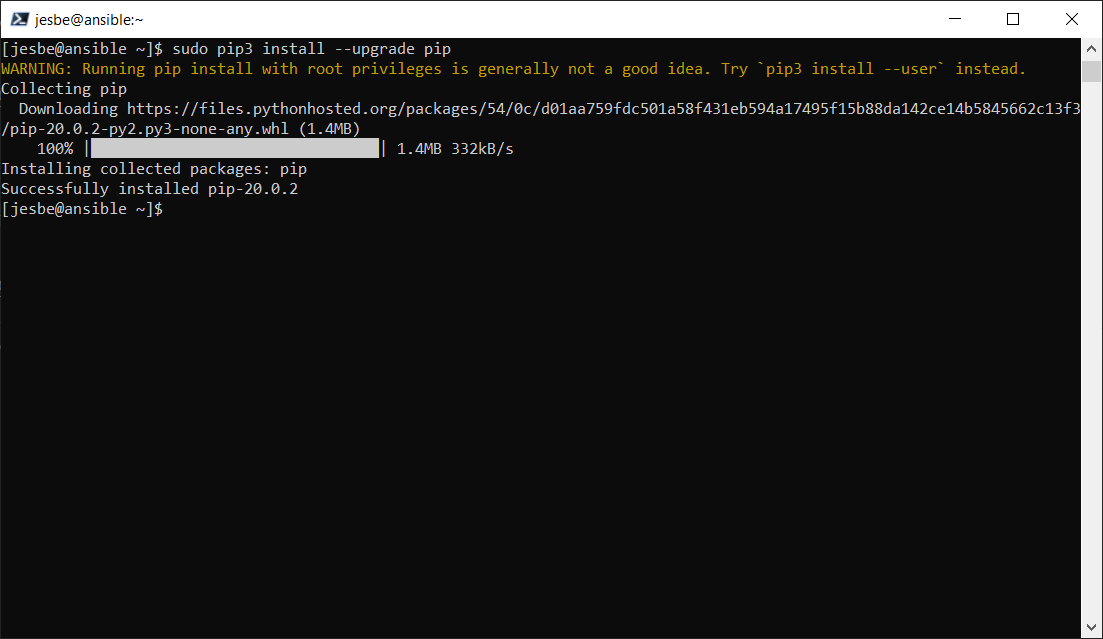 jesbe@ansible:~
[jesbe@ansible ~]$ sudo pip3 install --upgrade pip
WARNING: Running pip install with root privileges is generally not a good idea. Try `pip3 install --user` instead.
Collecting pip
  Downloading https://files.pythonhosted.org/packages/54/0c/d01aa759fdc501a58f431eb594a17495f15b88da142ce14b5845662c13f3
/pip-20.0.2-py2.py3-none-any.whl (1.4MB)
    100% |████████████████████████████████| 1.4MB 332kB/s
Installing collected packages: pip
Successfully installed pip-20.0.2
[jesbe@ansible ~]$